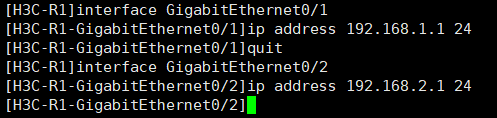 [H3C-R1]interface GigabitEthernet0/1
[H3C-R1-GigabitEthernet0/1]ip address 192.168.1.1 24
[H3C-R1-GigabitEthernet0/1]quit
[H3C-R1]interface GigabitEthernet0/2
[H3C-R1-GigabitEthernet0/2]ip address 192.168.2.1 24
[H3C-R1-GigabitEthernet0/2]